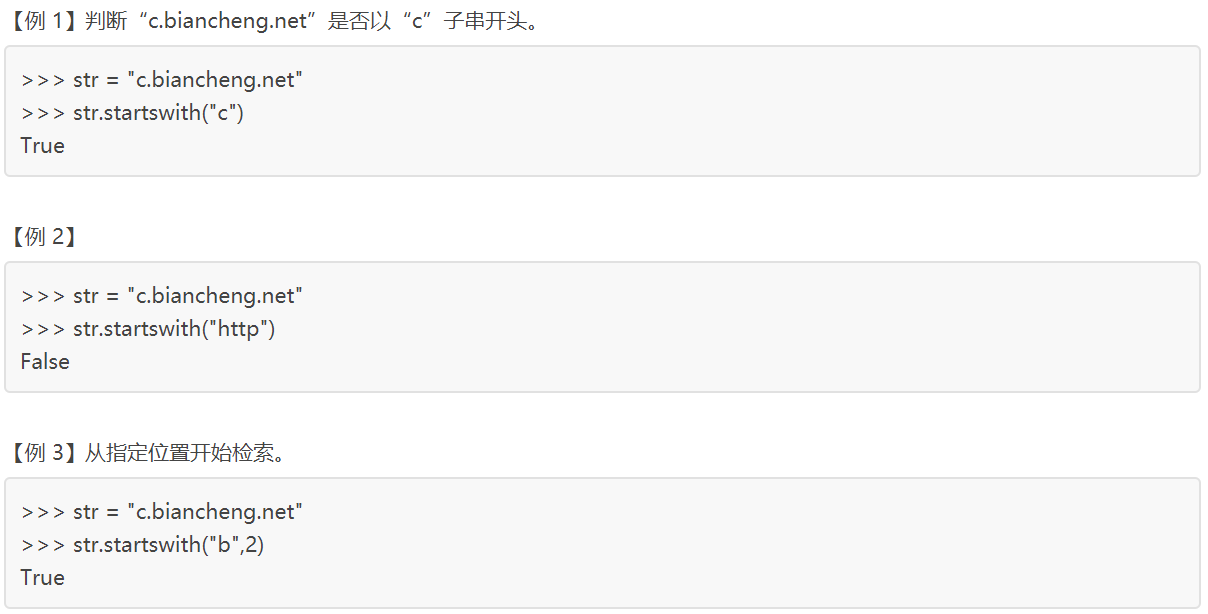 【例 1】判断“c.biancheng.net”是否以“c”子串开头。
>>> str = "c.biancheng.net"
>>> str.startswith("c")
True
【例 2】
>>> str = "c.biancheng.net"
>>> str.startswith("http")
False
【例 3】从指定位置开始检索。
>>> str = "c.biancheng.net"
>>> str.startswith("b",2)
True